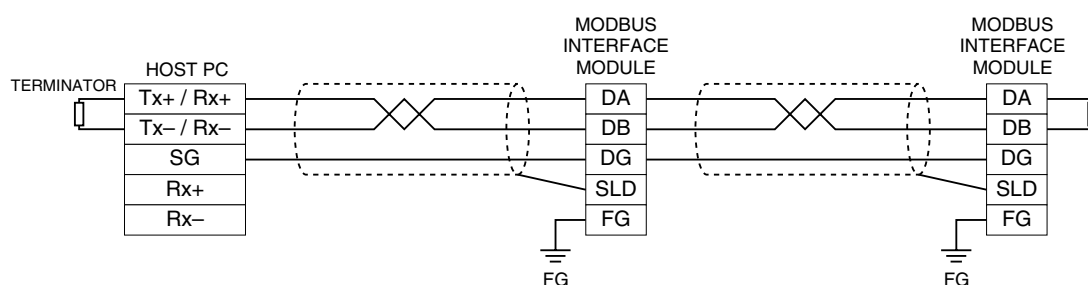 MODBUS
INTERFACE
MODULE
MODBUS
INTERFACE
MODULE
TERMINATOR
HOST PC
Tx+ / Rx+
Tx– / Rx–
SG
Rx+
Rx–
DA
DB
DG
SLD
FG
FG
DA
DB
DG
SLD
FG
FG